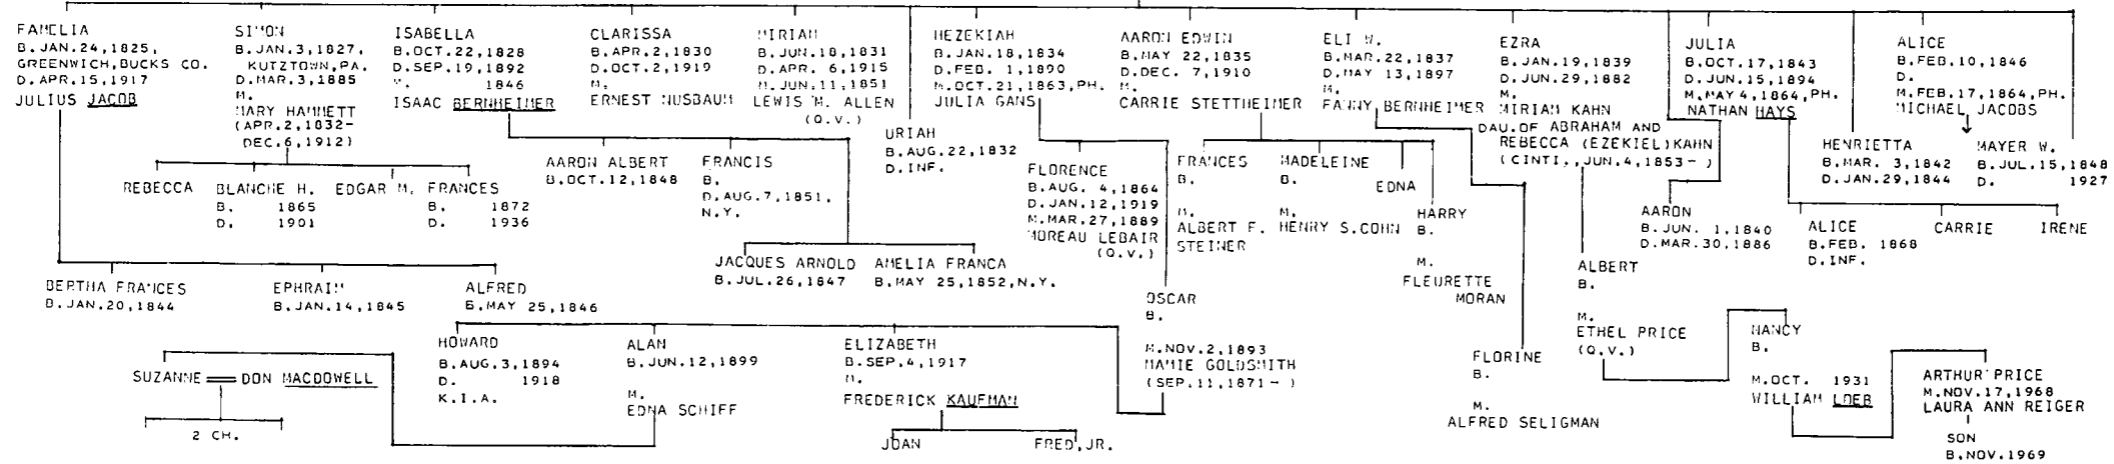 FAMELIA
B.JAN.24,1825,
GREENWICH,BUCKS CO.
D.APR.15,1917
JULIUS JACOB
SIMON
B.JAN.3,1827,
KUTZTOWN,PA.
D.MAR.3,1885
M.
MARY HAMMETT
(APR.2,1832-
DEC.6,1912)
ISABELLA
B.OCT.22,1828
D.SEP.19,1892
M. 1846
ISAAC BERNHEIMER
CLARISSA
B.APR.2,1830
D.OCT.2,1919
M.
ERNEST NUSBAUM
MIRIAM
B.JUN.18,1831
D.APR. 6,1915
M.JUN.11,1851
LEWIS M. ALLEN
(Q.V.)
URIAH
B.AUG.22,1832
D.INF.
HEZEKIAH
B.JAN.18,1834
D.FEB. 1,1890
M.OCT.21,1863,PH.
JULIA GANS
AARON EDWIN
B.MAY 22,1835
D.DEC. 7,1910
M.
CARRIE STETTHEIMER
ELI W.
B.MAR.22,1837
D.MAY 13,1897
M.
FANNY BERNHEIMER
EZRA
B.JAN.19,1839
D.JUN.29,1882
M.
MIRIAM KAHN
DAU.OF ABRAHAM AND
REBECCA (EZEKIEL)KAHN
(CINTI.,JUN.4,1853- )
JULIA
B.OCT.17,1843
D.JUN.15,1894
M.MAY 4,1864,PH.
NATHAN HAYS
ALICE
B.FEB.10,1846
D.
M.FEB.17,1864,PH.
MICHAEL JACOBS
HENRIETTA
B.MAR. 3,1842
D.JAN.29,1844
MAYER W.
B.JUL.15,1848
D. 1927
REBECCA
BLANCHE H.
B. 1865
D. 1901
EDGAR M.
FRANCES
B. 1872
D. 1936
AARON ALBERT
B.OCT.12,1848
FRANCIS
B.
D.AUG.7,1851,
N.Y.
FLORENCE
B.AUG. 4,1864
D.JAN.12,1919
M.MAR.27,1889
MOREAU LEBAIR
(Q.V.)
FRANCES
B.
M.
ALBERT F.
STEINER
MADELEINE
B.
M.
HENRY S.COHN
EDNA
HARRY
B.
M.
FLEURETTE
MORAN
AARON
B.JUN. 1,1840
D.MAR.30,1886
ALICE
B.FEB. 1868
D.INF.
CARRIE
IRENE
JACQUES ARNOLD
B.JUL.26,1847
AMELIA FRANCA
B.MAY 25,1852,N.Y.
BERTHA FRANCES
B.JAN.20,1844
EPHRAIM
B.JAN.14,1845
ALFRED
B.MAY 25,1846
OSCAR
B.
M.NOV.2,1893
MAMIE GOLDSMITH
(SEP.11,1871- )
ALBERT
B.
M.
ETHEL PRICE
(Q.V.)
HOWARD
B.AUG.3,1894
D. 1918
K.I.A.
ALAN
B.JUN.12,1899
M.
EDNA SCHIFF
ELIZABETH
B.SEP.4,1917
M.
FREDERICK KAUFMAN
FLORINE
B.
M.
ALFRED SELIGMAN
NANCY
B.
M.OCT. 1931
WILLIAM LOEB
ARTHUR PRICE
M.NOV.17,1968
LAURA ANN REIGER
SON
B.NOV.1969
SUZANNE DON MACDOWELL
2 CH.
JOAN
FRED,JR.